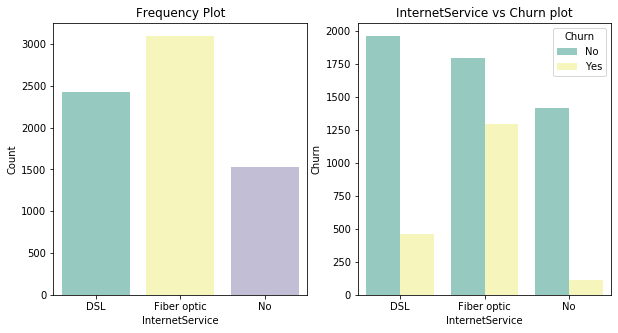 Frequency Plot
3000
2500
2000
1500
1000
500
0
Count
DSL
Fiber optic
No
InternetService
InternetService vs Churn plot
2000
1750
1500
1250
1000
750
500
250
0
Churn
Churn
No
Yes
DSL
Fiber optic
No
InternetService